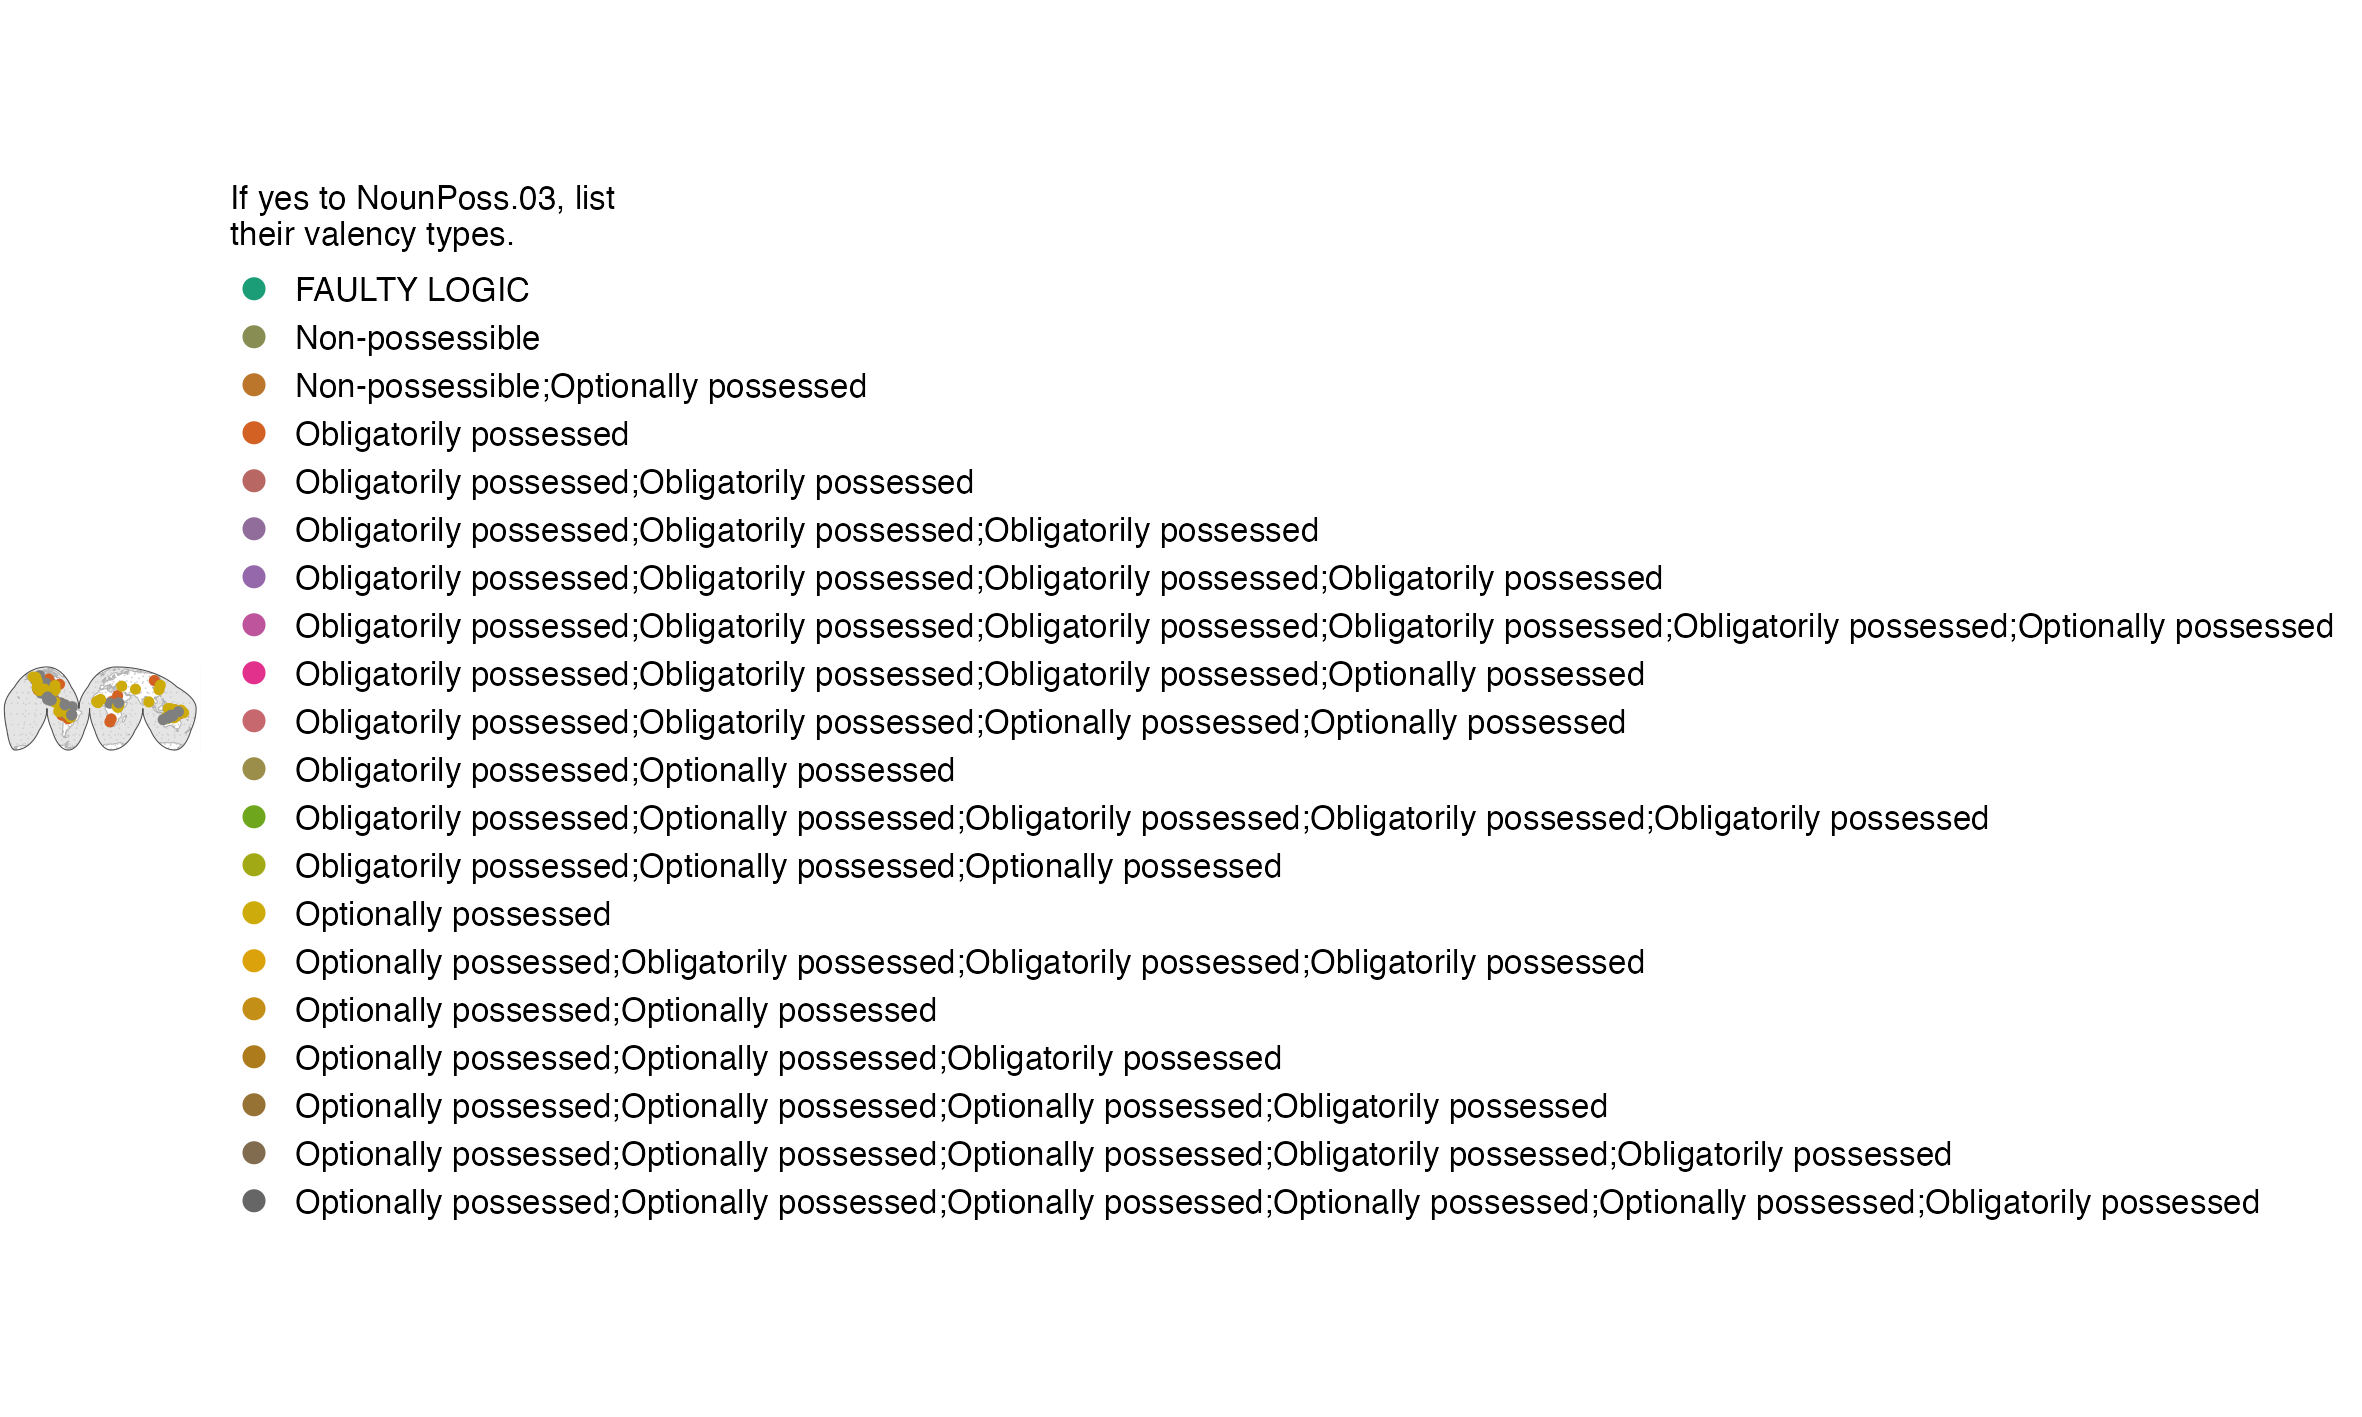 If yes to NounPoss.03, list
their valency types.
FAULTY LOGIC
Non-possessible
Non-possessible;Optionally possessed
Obligatorily possessed
Obligatorily possessed;Obligatorily possessed
Obligatorily possessed;Obligatorily possessed;Obligatorily possessed
Obligatorily possessed;Obligatorily possessed;Obligatorily possessed;Obligatorily possessed
Obligatorily possessed;Obligatorily possessed;Obligatorily possessed;Obligatorily possessed;Obligatorily possessed;Optionally possessed
Obligatorily possessed;Obligatorily possessed;Obligatorily possessed;Optionally possessed
Obligatorily possessed;Obligatorily possessed;Optionally possessed;Optionally possessed
Obligatorily possessed;Optionally possessed
Obligatorily possessed;Optionally possessed;Obligatorily possessed;Obligatorily possessed;Obligatorily possessed
Obligatorily possessed;Optionally possessed;Optionally possessed
Optionally possessed
Optionally possessed;Obligatorily possessed;Obligatorily possessed;Obligatorily possessed
Optionally possessed;Optionally possessed
Optionally possessed;Optionally possessed;Obligatorily possessed
Optionally possessed;Optionally possessed;Optionally possessed;Obligatorily possessed
Optionally possessed;Optionally possessed;Optionally possessed;Obligatorily possessed;Obligatorily possessed
Optionally possessed;Optionally possessed;Optionally possessed;Optionally possessed;Optionally possessed;Obligatorily possessed